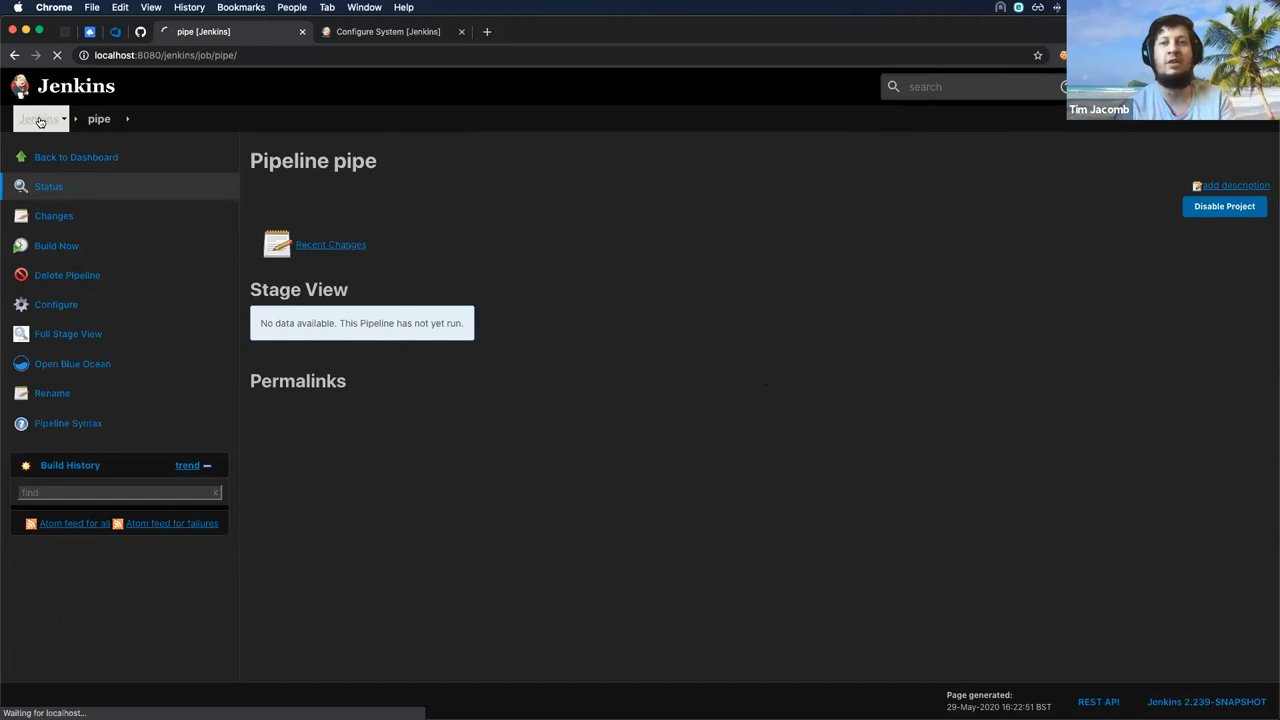 Chrome File Edit View History Bookmarks People Tab Window Help
pipe [Jenkins]
Configure System [Jenkins]
localhost:8080/jenkins/job/pipe/
Jenkins
search
Tim Jacomb
Jenkins
pipe
Back to Dashboard
Status
Changes
Build Now
Delete Pipeline
Configure
Full Stage View
Open Blue Ocean
Rename
Pipeline Syntax
Build History
trend
find
x
Atom feed for all
Atom feed for failures
Pipeline pipe
add description
Disable Project
Recent Changes
Stage View
No data available. This Pipeline has not yet run.
Permalinks
Page generated:
29-May-2020 16:22:51 BST
REST API
Jenkins 2.239-SNAPSHOT
Waiting for localhost...